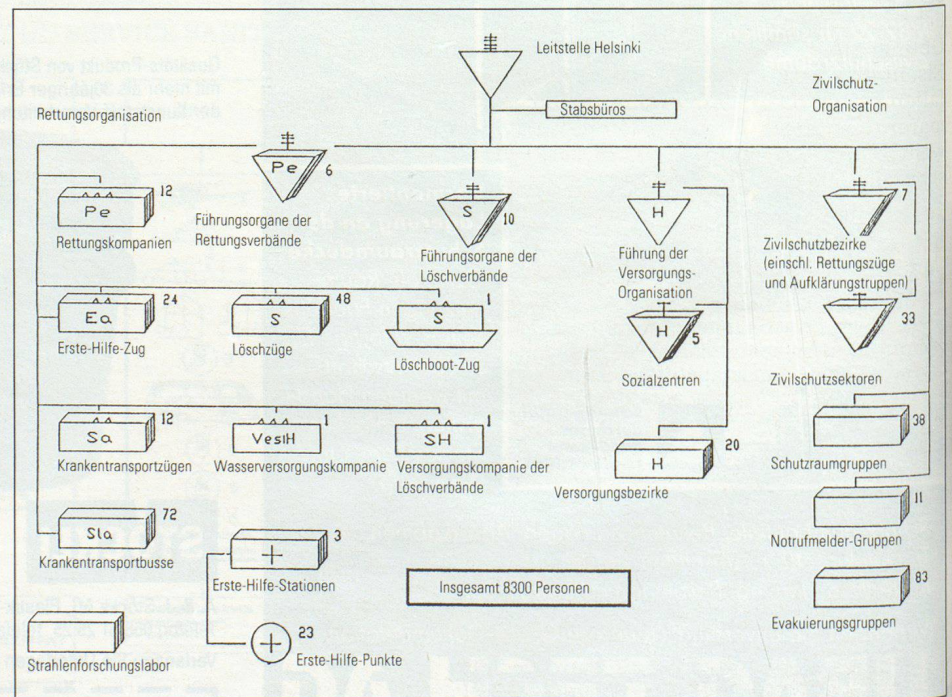 Leitstelle Helsinki
Stabsbüros
Zivilschutz-
Organisation
Rettungsorganisation
Pe
6
12
Pe
Rettungskompanien
Führungsorgane der
Rettungsverbände
S
10
Führungsorgane der
Löschverbände
H
Führung der
Versorgungs-
Organisation
7
Zivilschutzbezirke
(einschl. Rettungszüge
und Aufklärungstruppen)
24
Ea
Erste-Hilfe-Zug
48
S
Löschzüge
1
S
Löschboot-Zug
H
5
Sozialzentren
33
Zivilschutzsektoren
12
Sa
Krankentransportzügen
1
VesH
Wasserversorgungskompanie
1
SH
Versorgungskompanie der
Löschverbände
20
H
Versorgungsbezirke
38
Schutzraumgruppen
72
Sla
Krankentransportbusse
3
Erste-Hilfe-Stationen
11
Notrufmelder-Gruppen
Insgesamt 8300 Personen
83
Evakuierungsgruppen
Strahlenforschungslabor
23
Erste-Hilfe-Punkte